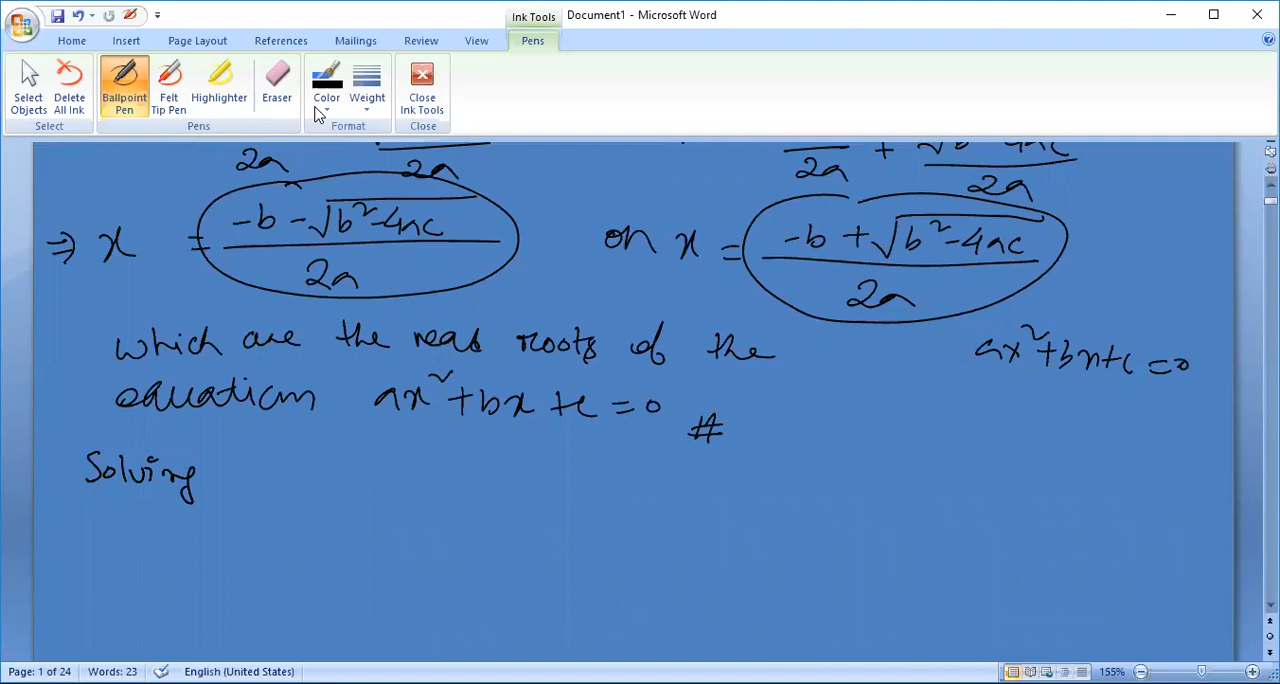 Ink Tools
Document1 - Microsoft Word
Home Insert Page Layout References Mailings Review View Pens
Select Objects
Delete All Ink
Ballpoint Pen
Felt Tip Pen
Highlighter
Eraser
Color
Weight
Close Ink Tools
Select Pens Format Close
2a 2a 2a + √b²-4ac
2a
⇒ x = -b - √b²-4ac / 2a or x = -b + √b²-4ac / 2a
which are the real roots of the
ax²+bx+c=0
equation ax²+bx+c=0 #
Solving
Page: 1 of 24 Words: 23 English (United States) 155%